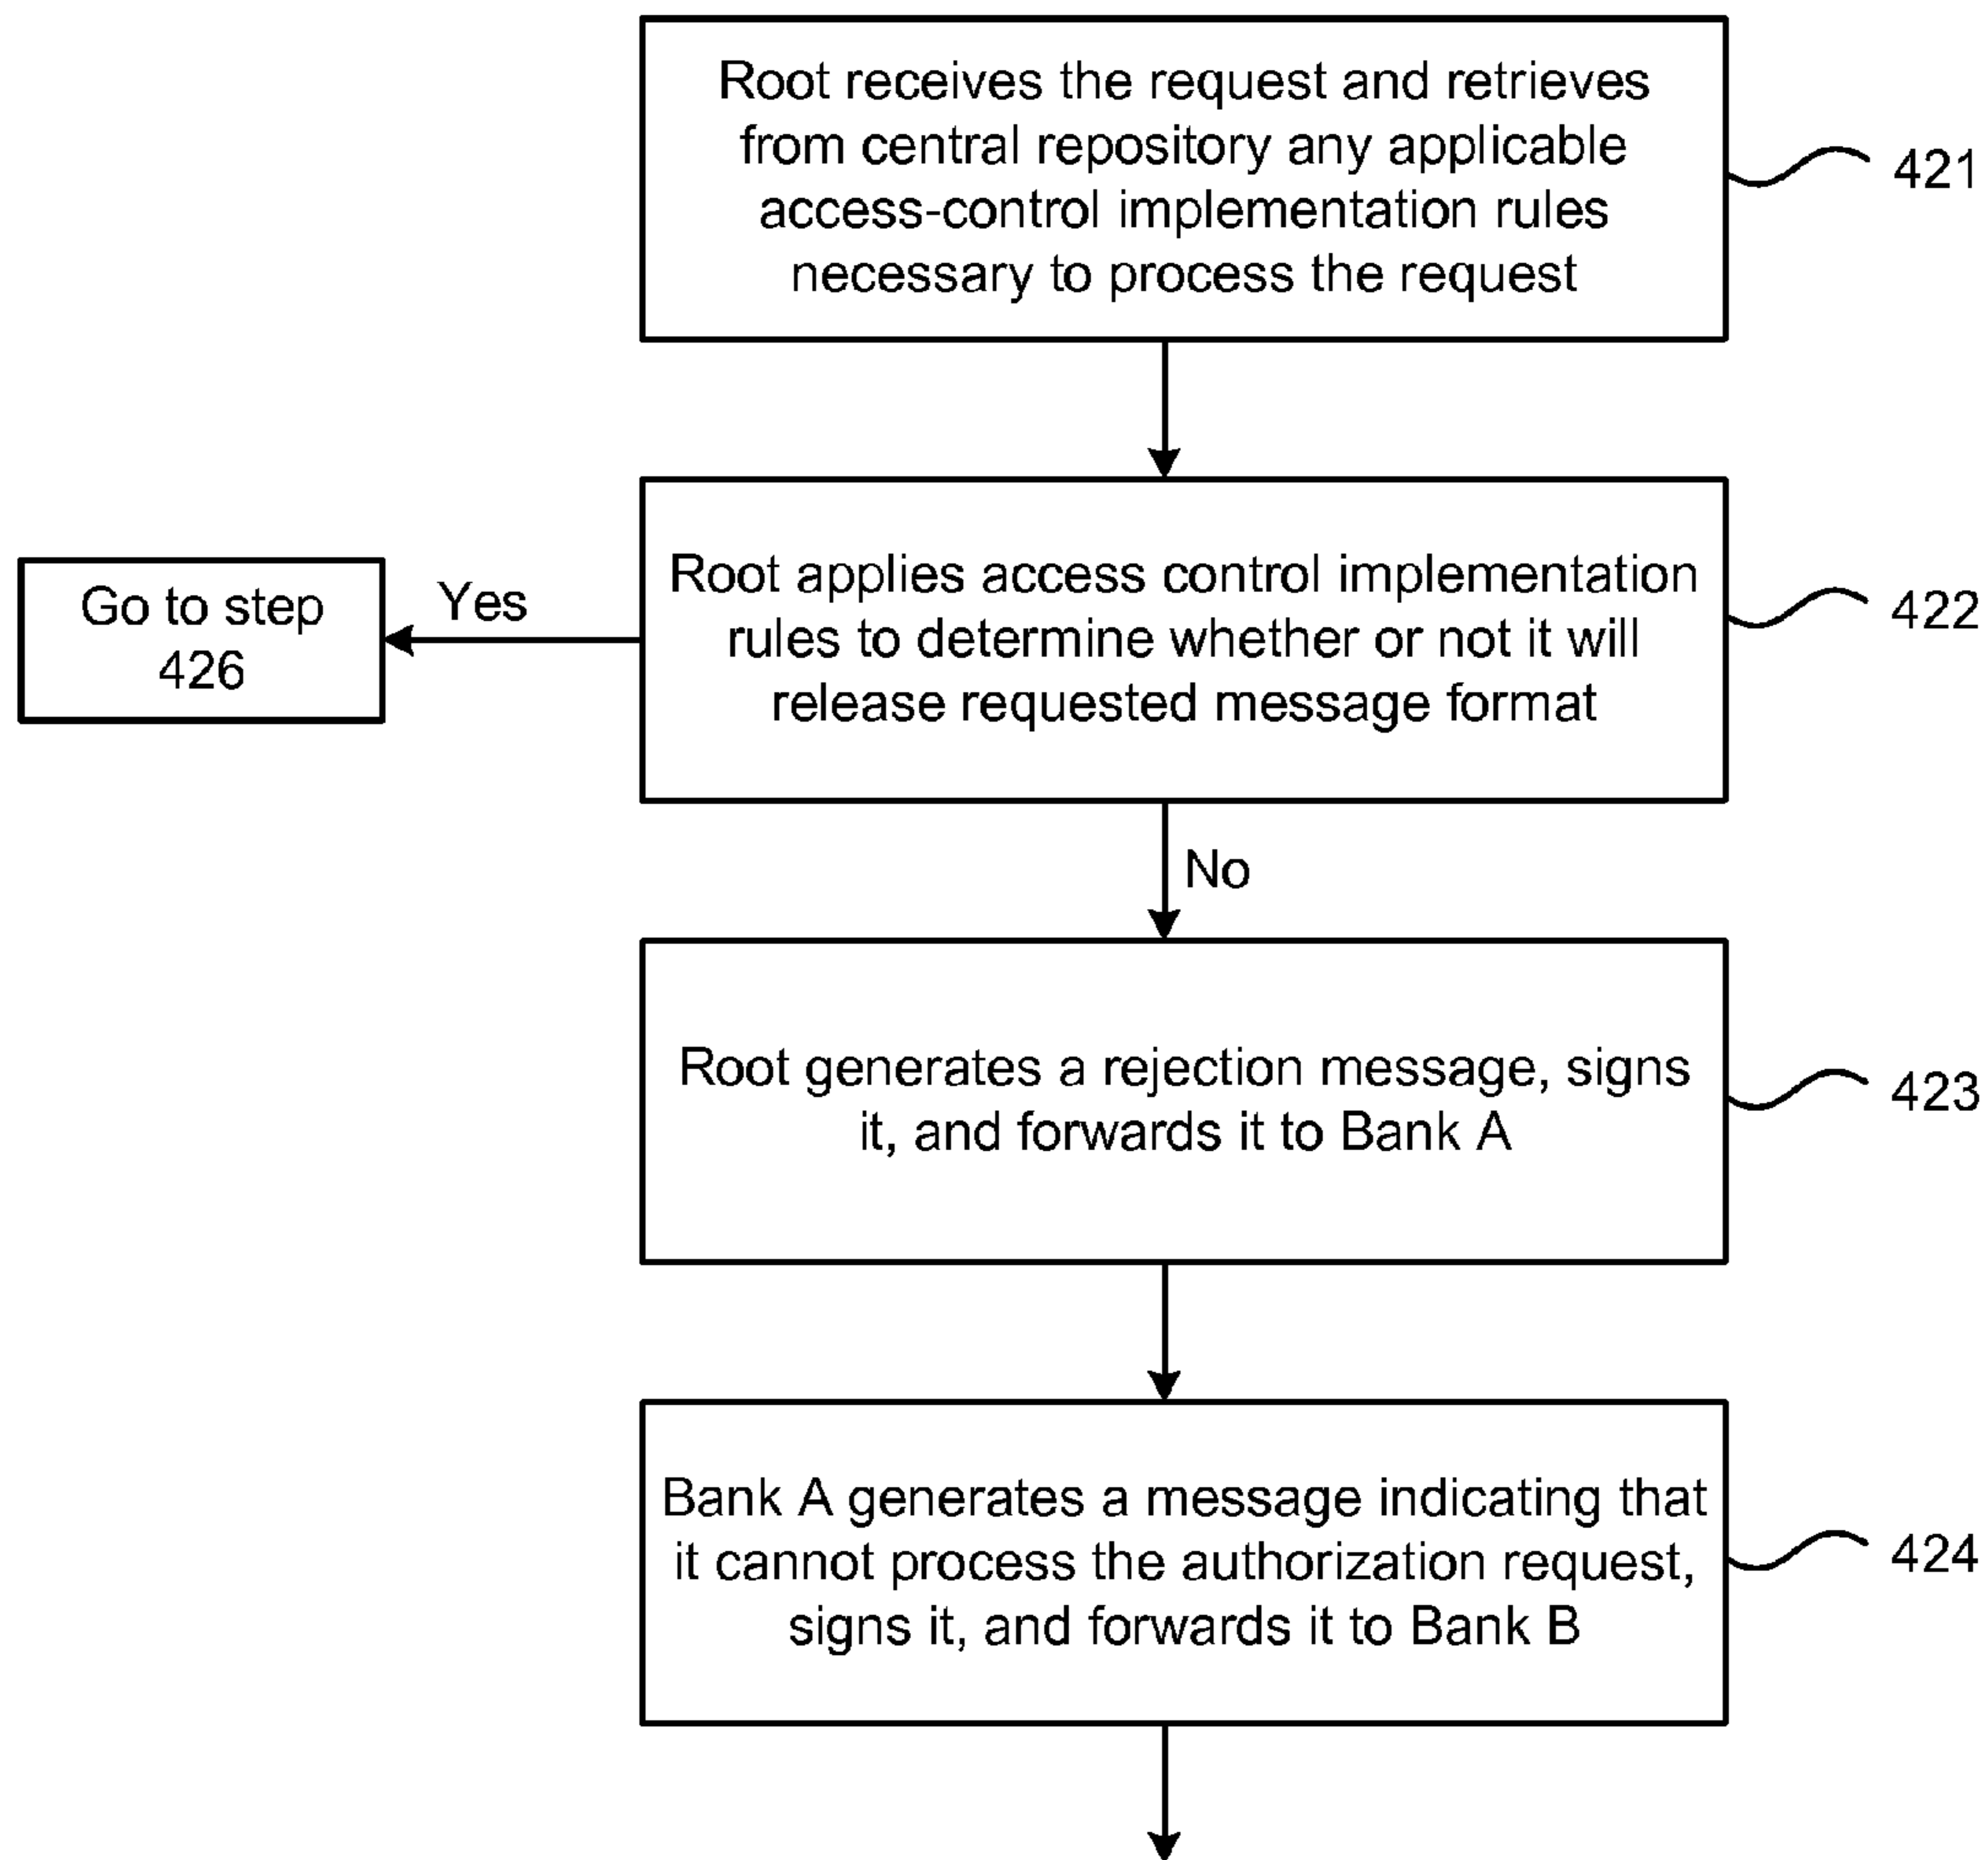 Root receives the request and retrieves
from central repository any applicable
access-control implementation rules
necessary to process the request
421
Root applies access control implementation
rules to determine whether or not it will
release requested message format
422
Yes
Go to step
426
No
Root generates a rejection message, signs
it, and forwards it to Bank A
423
Bank A generates a message indicating that
it cannot process the authorization request,
signs it, and forwards it to Bank B
424